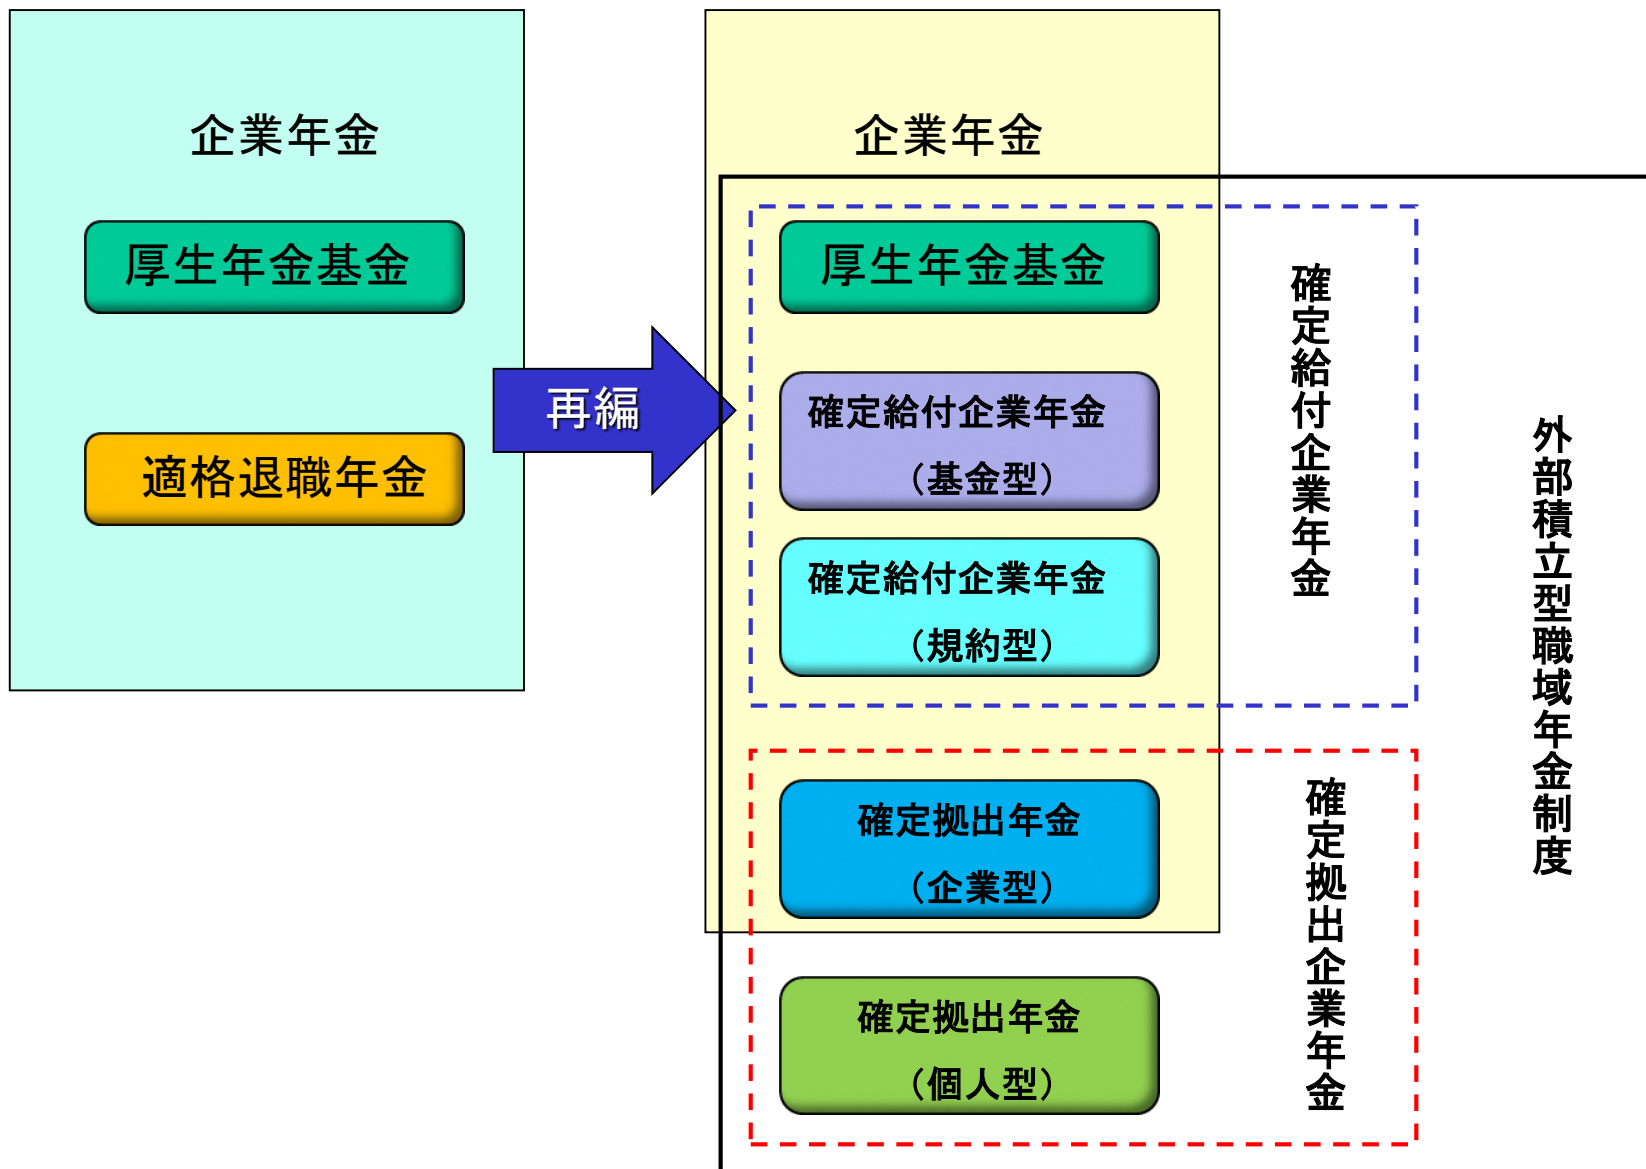 企業年金
厚生年金基金
適格退職年金
再編
企業年金
厚生年金基金
確定給付企業年金
（基金型）
確定給付企業年金
（規約型）
確定給付企業年金
確定拠出年金
（企業型）
確定拠出年金
（個人型）
確定拠出企業年金
外部積立型職域年金制度